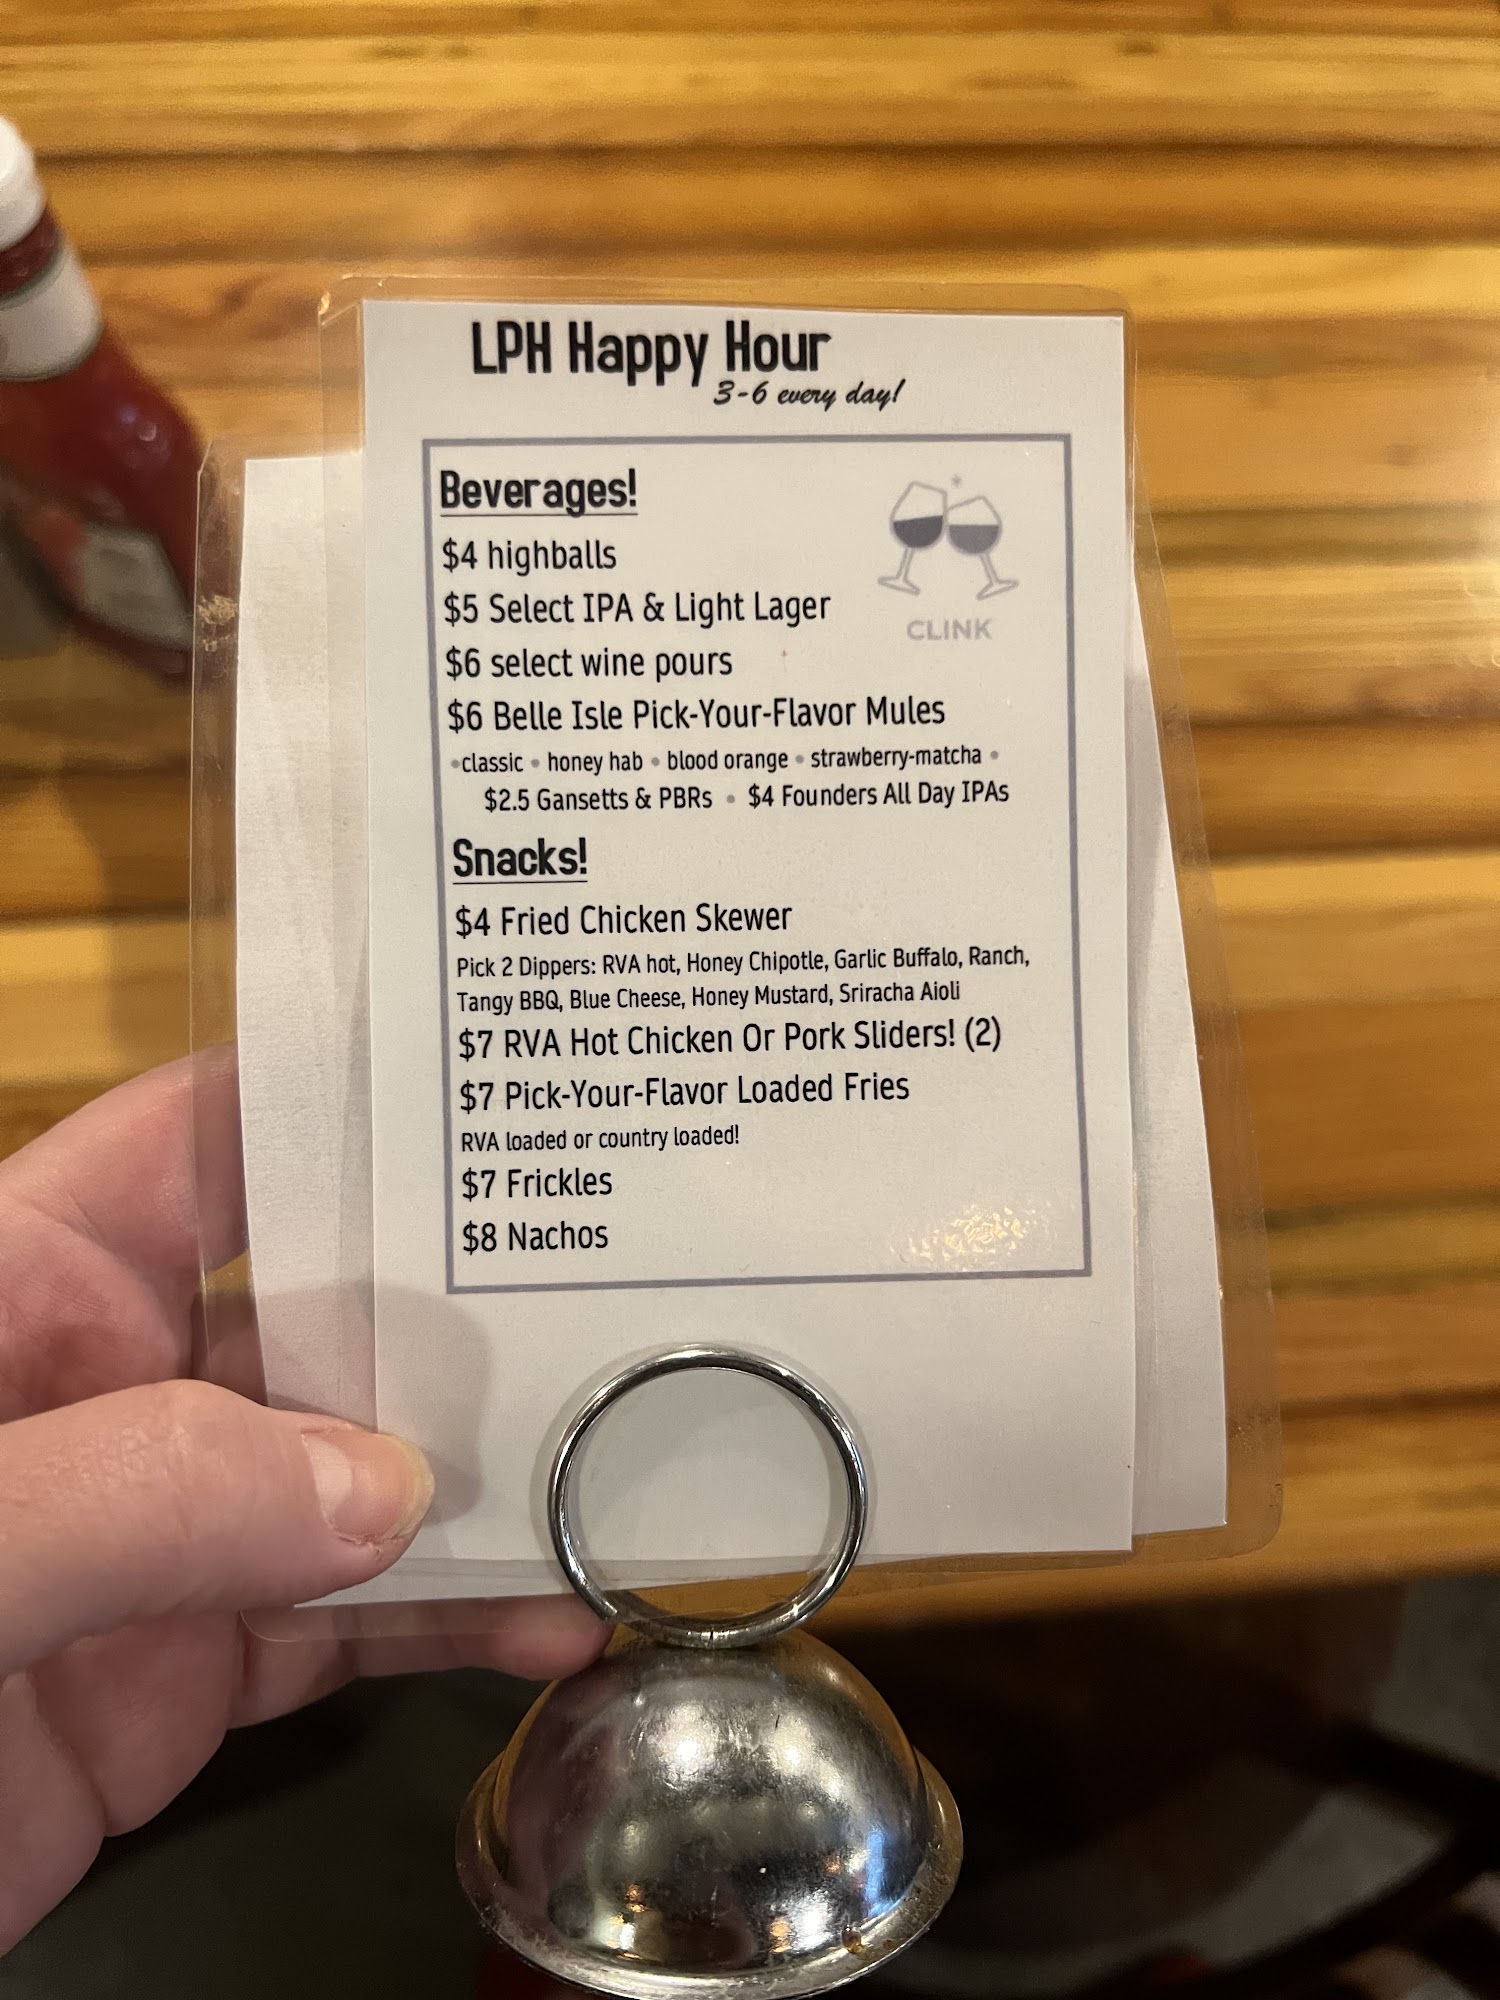 LPH Happy Hour
3-6 every day!
Beverages!
$4 highballs
$5 Select IPA & Light Lager
$6 select wine pours
CLINK
$6 Belle Isle Pick-Your-Flavor Mules
•classic • honey hab • blood orange • strawberry-matcha •
$2.5 Gansetts & PBRs • $4 Founders All Day IPAs
Snacks!
$4 Fried Chicken Skewer
Pick 2 Dippers: RVA hot, Honey Chipotle, Garlic Buffalo, Ranch,
Tangy BBQ, Blue Cheese, Honey Mustard, Sriracha Aioli
$7 RVA Hot Chicken Or Pork Sliders! (2)
$7 Pick-Your-Flavor Loaded Fries
RVA loaded or country loaded!
$7 Frickles
$8 Nachos